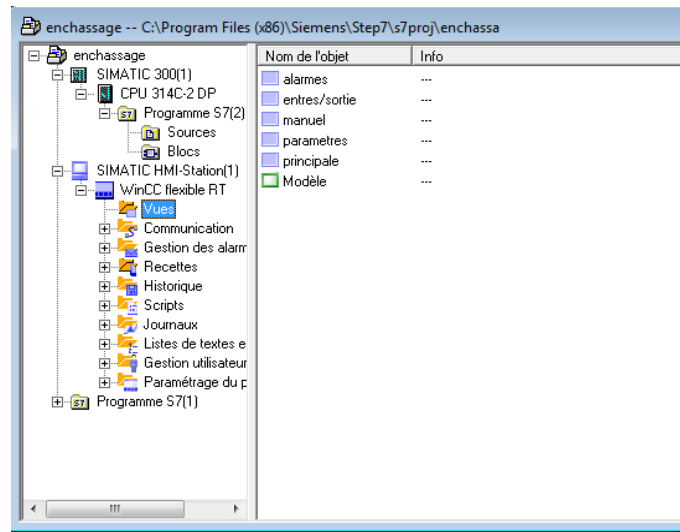 enchassage -- C:\Program Files (x86)\Siemens\Step7\s7proj\enchassa
enchassage
SIMATIC 300(1)
CPU 314C-2 DP
Programme S7(2)
Sources
Blocs
SIMATIC HMI-Station(1)
WinCC flexible RT
Vues
Communication
Gestion des alarm
Recettes
Historique
Scripts
Journaux
Listes de textes e
Gestion utilisateur
Paramétrage du p
Programme S7(1)
Nom de l'objet Info
alarmes ---
entres/sortie ---
manuel ---
parametres ---
principale ---
Modèle ---